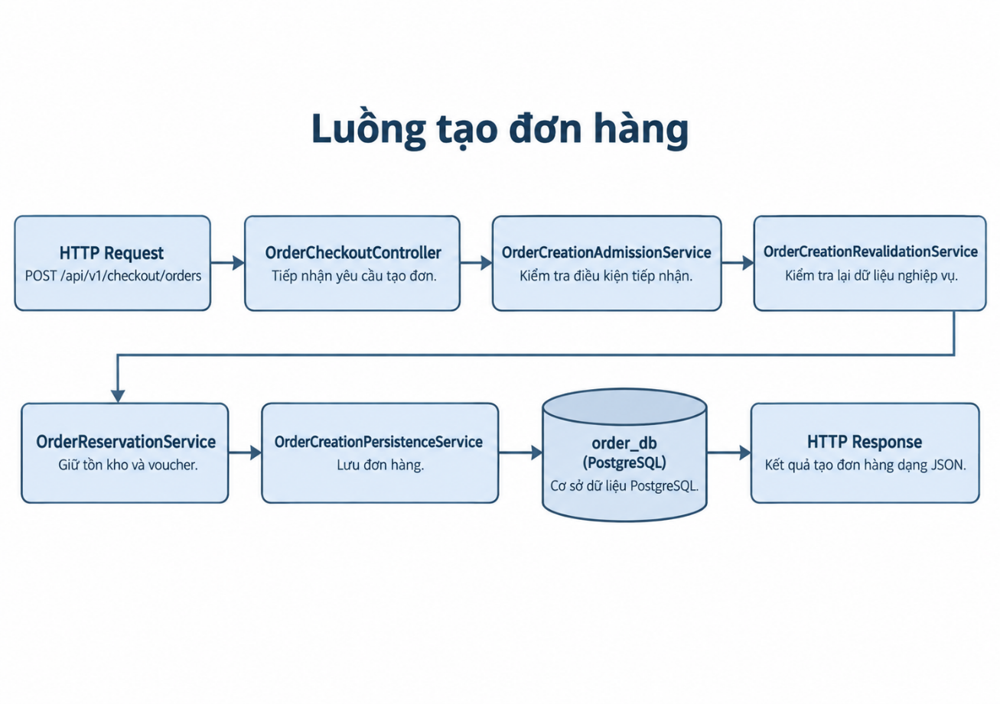 Luồng tạo đơn hàng
HTTP Request
POST /api/v1/checkout/orders
OrderCheckoutController
Tiếp nhận yêu cầu tạo đơn.
OrderCreationAdmissionService
Kiểm tra điều kiện tiếp nhận.
OrderCreationRevalidationService
Kiểm tra lại dữ liệu nghiệp vụ.
OrderReservationService
Giữ tồn kho và voucher.
OrderCreationPersistenceService
Lưu đơn hàng.
order_db
(PostgreSQL)
Cơ sở dữ liệu PostgreSQL.
HTTP Response
Kết quả tạo đơn hàng dạng JSON.